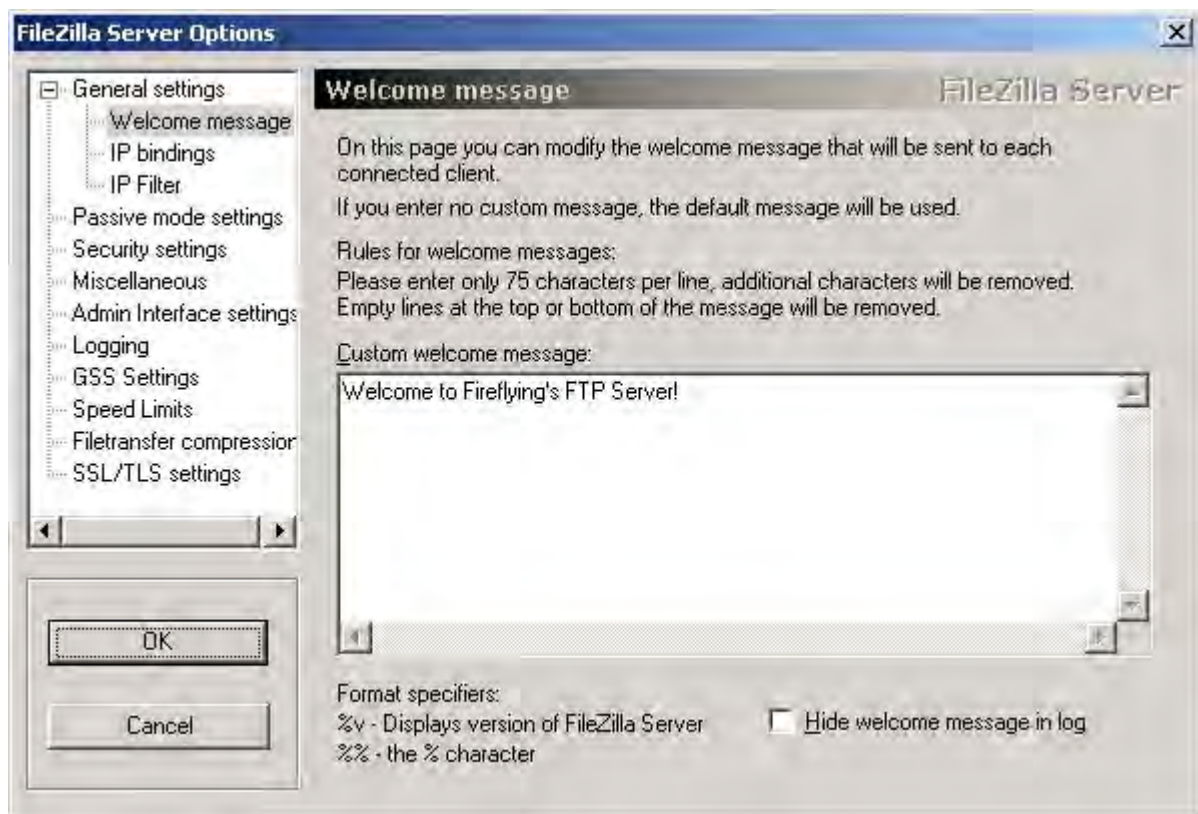 FileZilla Server Options
General settings
Welcome message
IP bindings
IP Filter
Passive mode settings
Security settings
Miscellaneous
Admin Interface settings
Logging
GSS Settings
Speed Limits
Filetransfer compression
SSL/TLS settings
OK
Cancel
Welcome message
FileZilla Server
On this page you can modify the welcome message that will be sent to each
connected client.
If you enter no custom message, the default message will be used.
Rules for welcome messages:
Please enter only 75 characters per line, additional characters will be removed.
Empty lines at the top or bottom of the message will be removed.
Custom welcome message:
Welcome to Fireflying's FTP Server!
Format specifiers:
%v - Displays version of FileZilla Server
%% - the % character
Hide welcome message in log